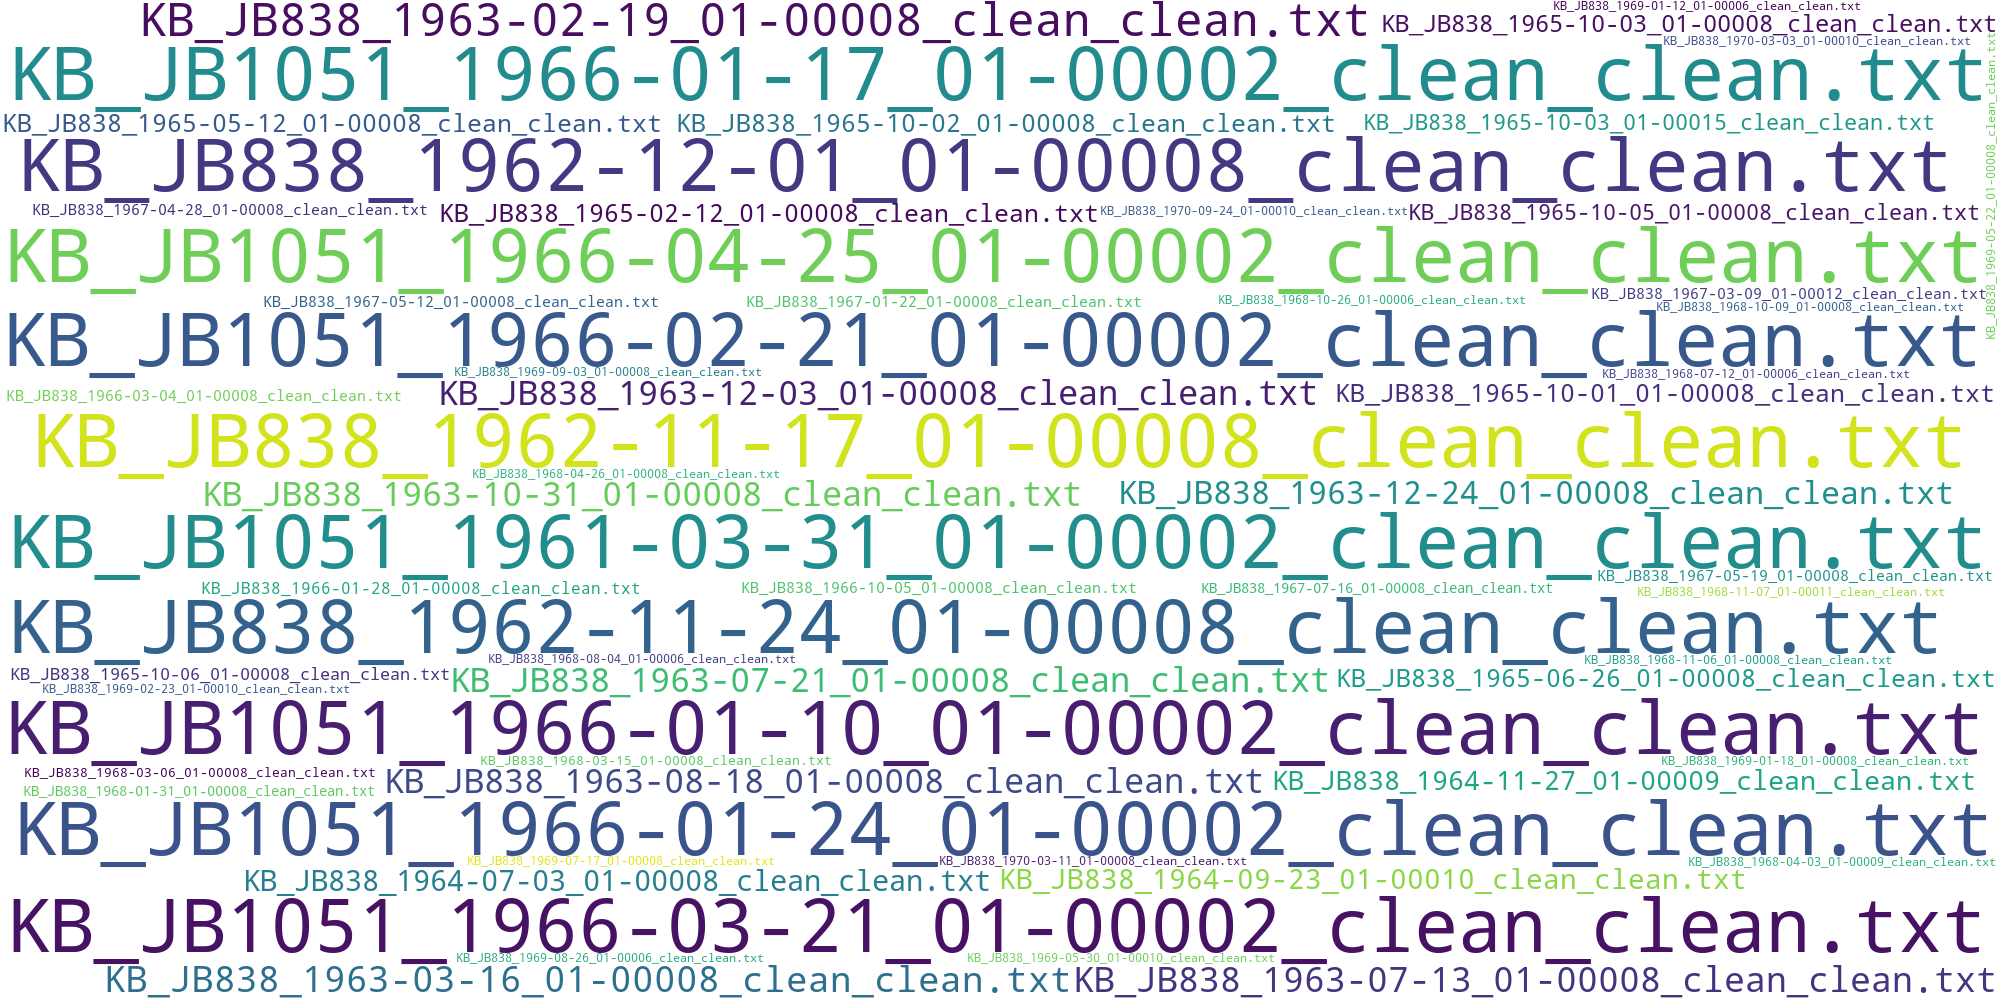 KB_JB838_1963-02-19_01-00008_clean_clean.txt
KB_JB838_1969-01-12_01-00006_clean_clean.txt
KB_JB838_1965-10-03_01-00008_clean_clean.txt
KB_JB838_1970-03-03_01-00010_clean_clean.txt
KB_JB1051_1966-01-17_01-00002_clean_clean.txt
KB_JB838_1969-05-22_01-00008_clean_clean.txt
KB_JB838_1965-05-12_01-00008_clean_clean.txt
KB_JB838_1965-10-02_01-00008_clean_clean.txt
KB_JB838_1965-10-03_01-00015_clean_clean.txt
KB_JB838_1962-12-01_01-00008_clean_clean.txt
KB_JB838_1967-04-28_01-00008_clean_clean.txt
KB_JB838_1965-02-12_01-00008_clean_clean.txt
KB_JB838_1970-09-24_01-00010_clean_clean.txt
KB_JB838_1965-10-05_01-00008_clean_clean.txt
KB_JB1051_1966-04-25_01-00002_clean_clean.txt
KB_JB838_1967-05-12_01-00008_clean_clean.txt
KB_JB838_1967-01-22_01-00008_clean_clean.txt
KB_JB838_1968-10-26_01-00006_clean_clean.txt
KB_JB838_1967-03-09_01-00012_clean_clean.txt
KB_JB838_1968-10-09_01-00008_clean_clean.txt
KB_JB1051_1966-02-21_01-00002_clean_clean.txt
KB_JB838_1969-09-03_01-00008_clean_clean.txt
KB_JB838_1968-07-12_01-00006_clean_clean.txt
KB_JB838_1966-03-04_01-00008_clean_clean.txt
KB_JB838_1963-12-03_01-00008_clean_clean.txt
KB_JB838_1965-10-01_01-00008_clean_clean.txt
KB_JB838_1962-11-17_01-00008_clean_clean.txt
KB_JB838_1968-04-26_01-00008_clean_clean.txt
KB_JB838_1963-10-31_01-00008_clean_clean.txt
KB_JB838_1963-12-24_01-00008_clean_clean.txt
KB_JB1051_1961-03-31_01-00002_clean_clean.txt
KB_JB838_1967-05-19_01-00008_clean_clean.txt
KB_JB838_1966-01-28_01-00008_clean_clean.txt
KB_JB838_1966-10-05_01-00008_clean_clean.txt
KB_JB838_1967-07-16_01-00008_clean_clean.txt
KB_JB838_1968-11-07_01-00011_clean_clean.txt
KB_JB838_1962-11-24_01-00008_clean_clean.txt
KB_JB838_1968-08-04_01-00006_clean_clean.txt
KB_JB838_1968-11-06_01-00008_clean_clean.txt
KB_JB838_1965-10-06_01-00008_clean_clean.txt
KB_JB838_1963-07-21_01-00008_clean_clean.txt
KB_JB838_1965-06-26_01-00008_clean_clean.txt
KB_JB838_1969-02-23_01-00010_clean_clean.txt
KB_JB1051_1966-01-10_01-00002_clean_clean.txt
KB_JB838_1968-03-15_01-00008_clean_clean.txt
KB_JB838_1969-01-18_01-00008_clean_clean.txt
KB_JB838_1968-03-06_01-00008_clean_clean.txt
KB_JB838_1963-08-18_01-00008_clean_clean.txt
KB_JB838_1964-11-27_01-00009_clean_clean.txt
KB_JB838_1968-01-31_01-00008_clean_clean.txt
KB_JB1051_1966-01-24_01-00002_clean_clean.txt
KB_JB838_1969-07-17_01-00008_clean_clean.txt
KB_JB838_1970-03-11_01-00008_clean_clean.txt
KB_JB838_1968-04-03_01-00009_clean_clean.txt
KB_JB838_1964-07-03_01-00008_clean_clean.txt
KB_JB838_1964-09-23_01-00010_clean_clean.txt
KB_JB1051_1966-03-21_01-00002_clean_clean.txt
KB_JB838_1969-08-26_01-00006_clean_clean.txt
KB_JB838_1969-05-30_01-00010_clean_clean.txt
KB_JB838_1963-03-16_01-00008_clean_clean.txt
KB_JB838_1963-07-13_01-00008_clean_clean.txt